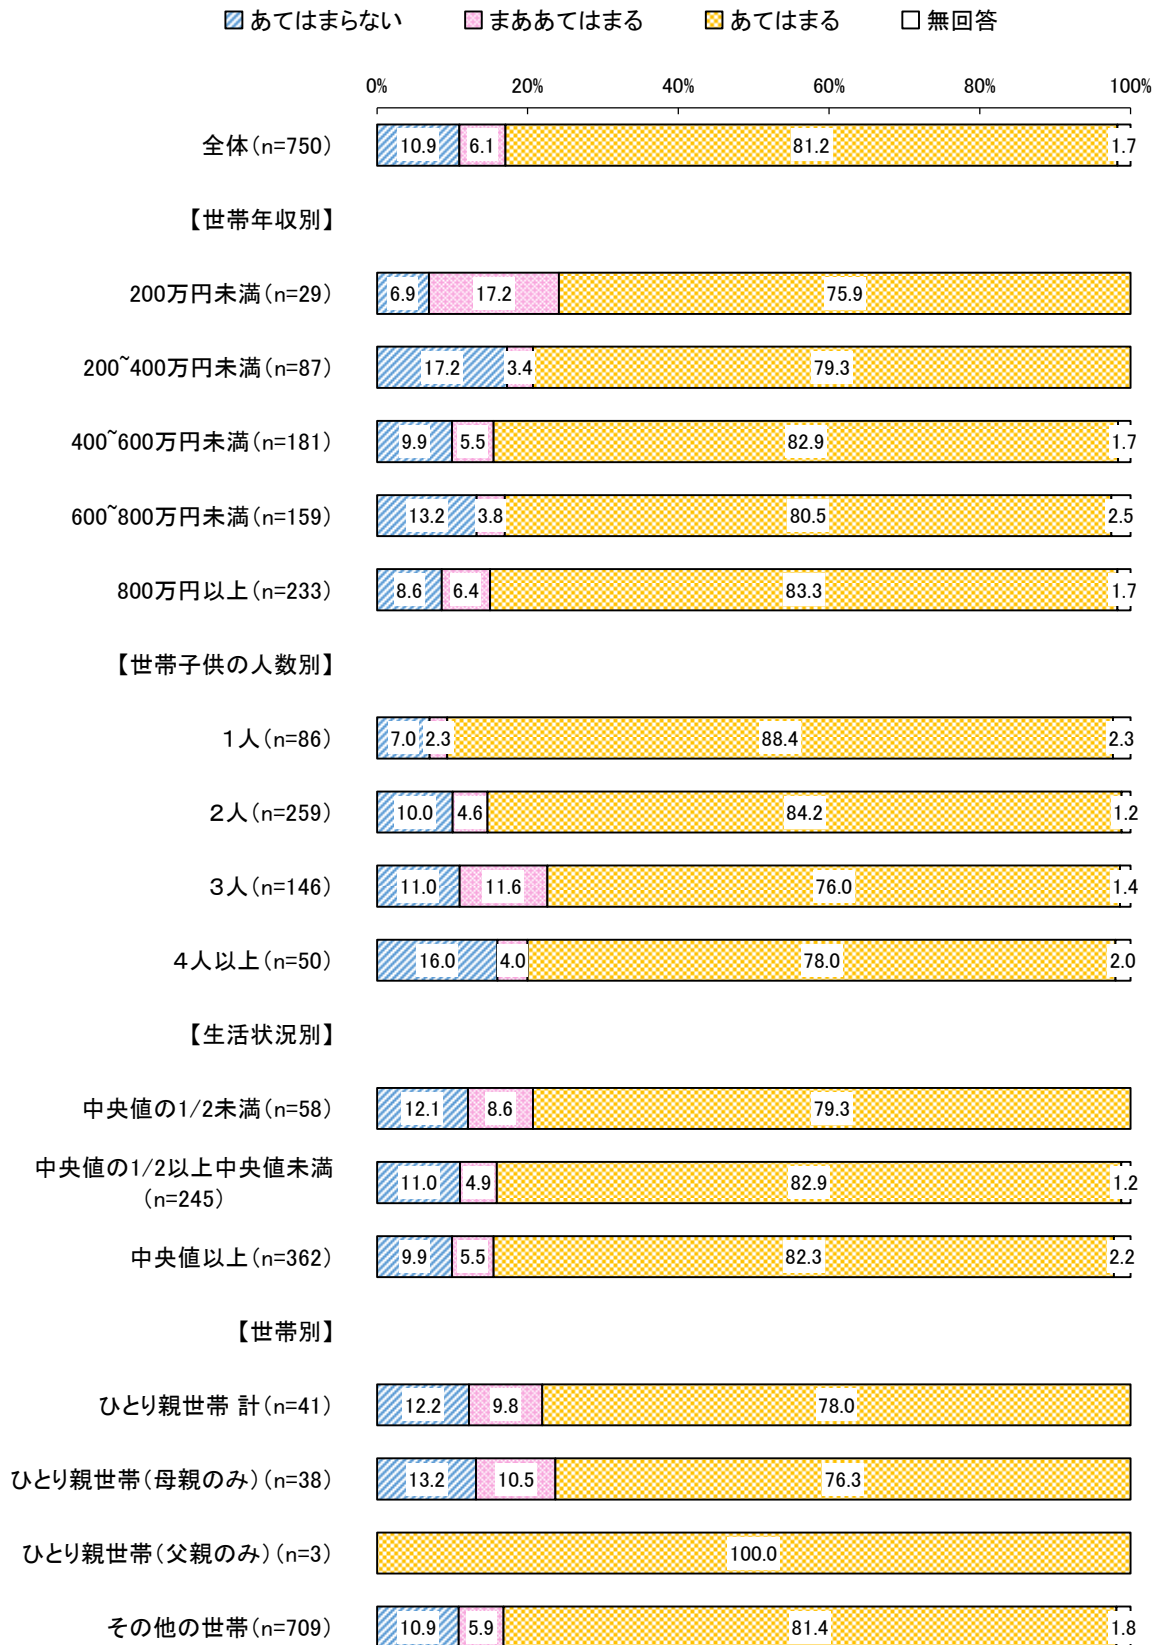 あてはまらない まああてはまる あてはまる 無回答
0% 20% 40% 60% 80% 100%
全体(n=750) 10.9 6.1 81.2 1.7
【世帯年収別】
200万円未満(n=29) 6.9 17.2 75.9
200~400万円未満(n=87) 17.2 3.4 79.3
400~600万円未満(n=181) 9.9 5.5 82.9 1.7
600~800万円未満(n=159) 13.2 3.8 80.5 2.5
800万円以上(n=233) 8.6 6.4 83.3 1.7
【世帯子供の人数別】
1人(n=86) 7.0 2.3 88.4 2.3
2人(n=259) 10.0 4.6 84.2 1.2
3人(n=146) 11.0 11.6 76.0 1.4
4人以上(n=50) 16.0 4.0 78.0 2.0
【生活状況別】
中央値の1/2未満(n=58) 12.1 8.6 79.3
中央値の1/2以上中央値未満
(n=245) 11.0 4.9 82.9 1.2
中央値以上(n=362) 9.9 5.5 82.3 2.2
【世帯別】
ひとり親世帯 計(n=41) 12.2 9.8 78.0
ひとり親世帯(母親のみ)(n=38) 13.2 10.5 76.3
ひとり親世帯(父親のみ)(n=3) 100.0
その他の世帯(n=709) 10.9 5.9 81.4 1.8